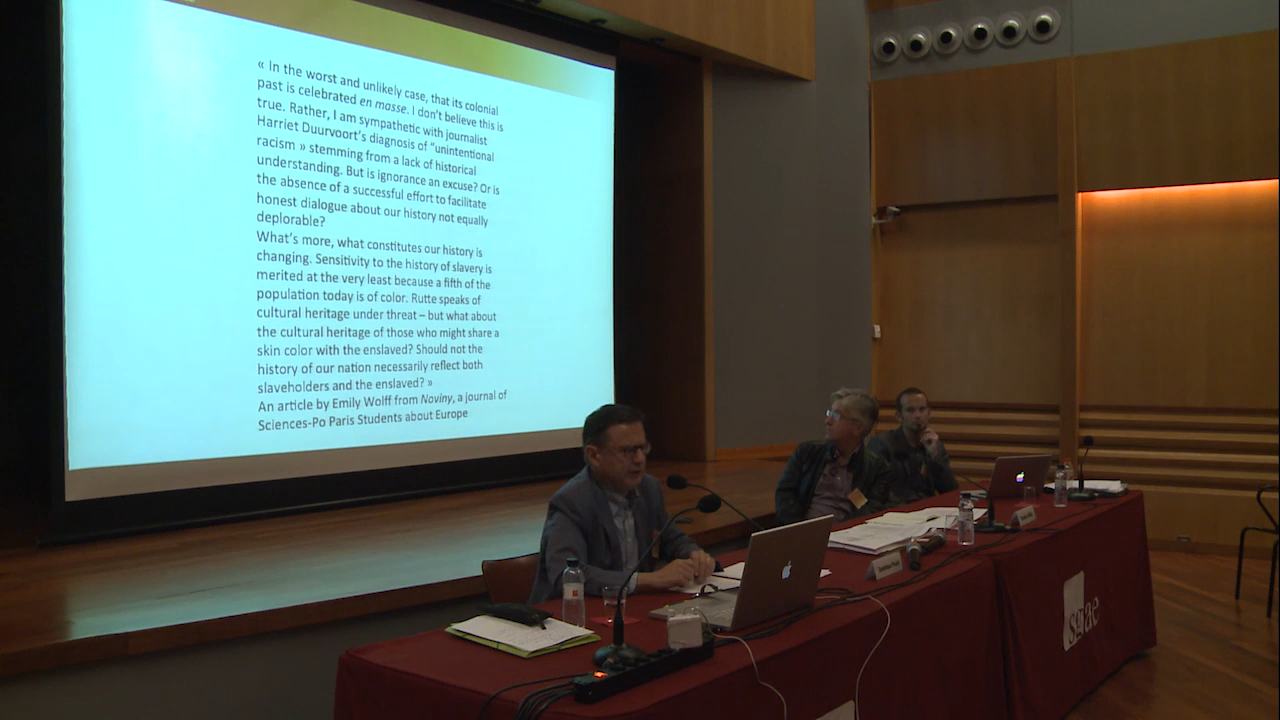 « In the worst and unlikely case, that its colonial
past is celebrated en masse. I don't believe this is
true. Rather, I am sympathetic with journalist
Harriet Duurvoort's diagnosis of "unintentional
racism » stemming from a lack of historical
understanding. But is ignorance an excuse? Or is
the absence of a successful effort to facilitate
honest dialogue about our history not equally
deplorable?
What's more, what constitutes our history is
changing. Sensitivity to the history of slavery is
merited at the very least because a fifth of the
population today is of color. Rutte speaks of
cultural heritage under threat – but what about
the cultural heritage of those who might share a
skin color with the enslaved? Should not the
history of our nation necessarily reflect both
slaveholders and the enslaved? »
An article by Emily Wolff from Noviny, a journal of
Sciences-Po Paris Students about Europe
sgae